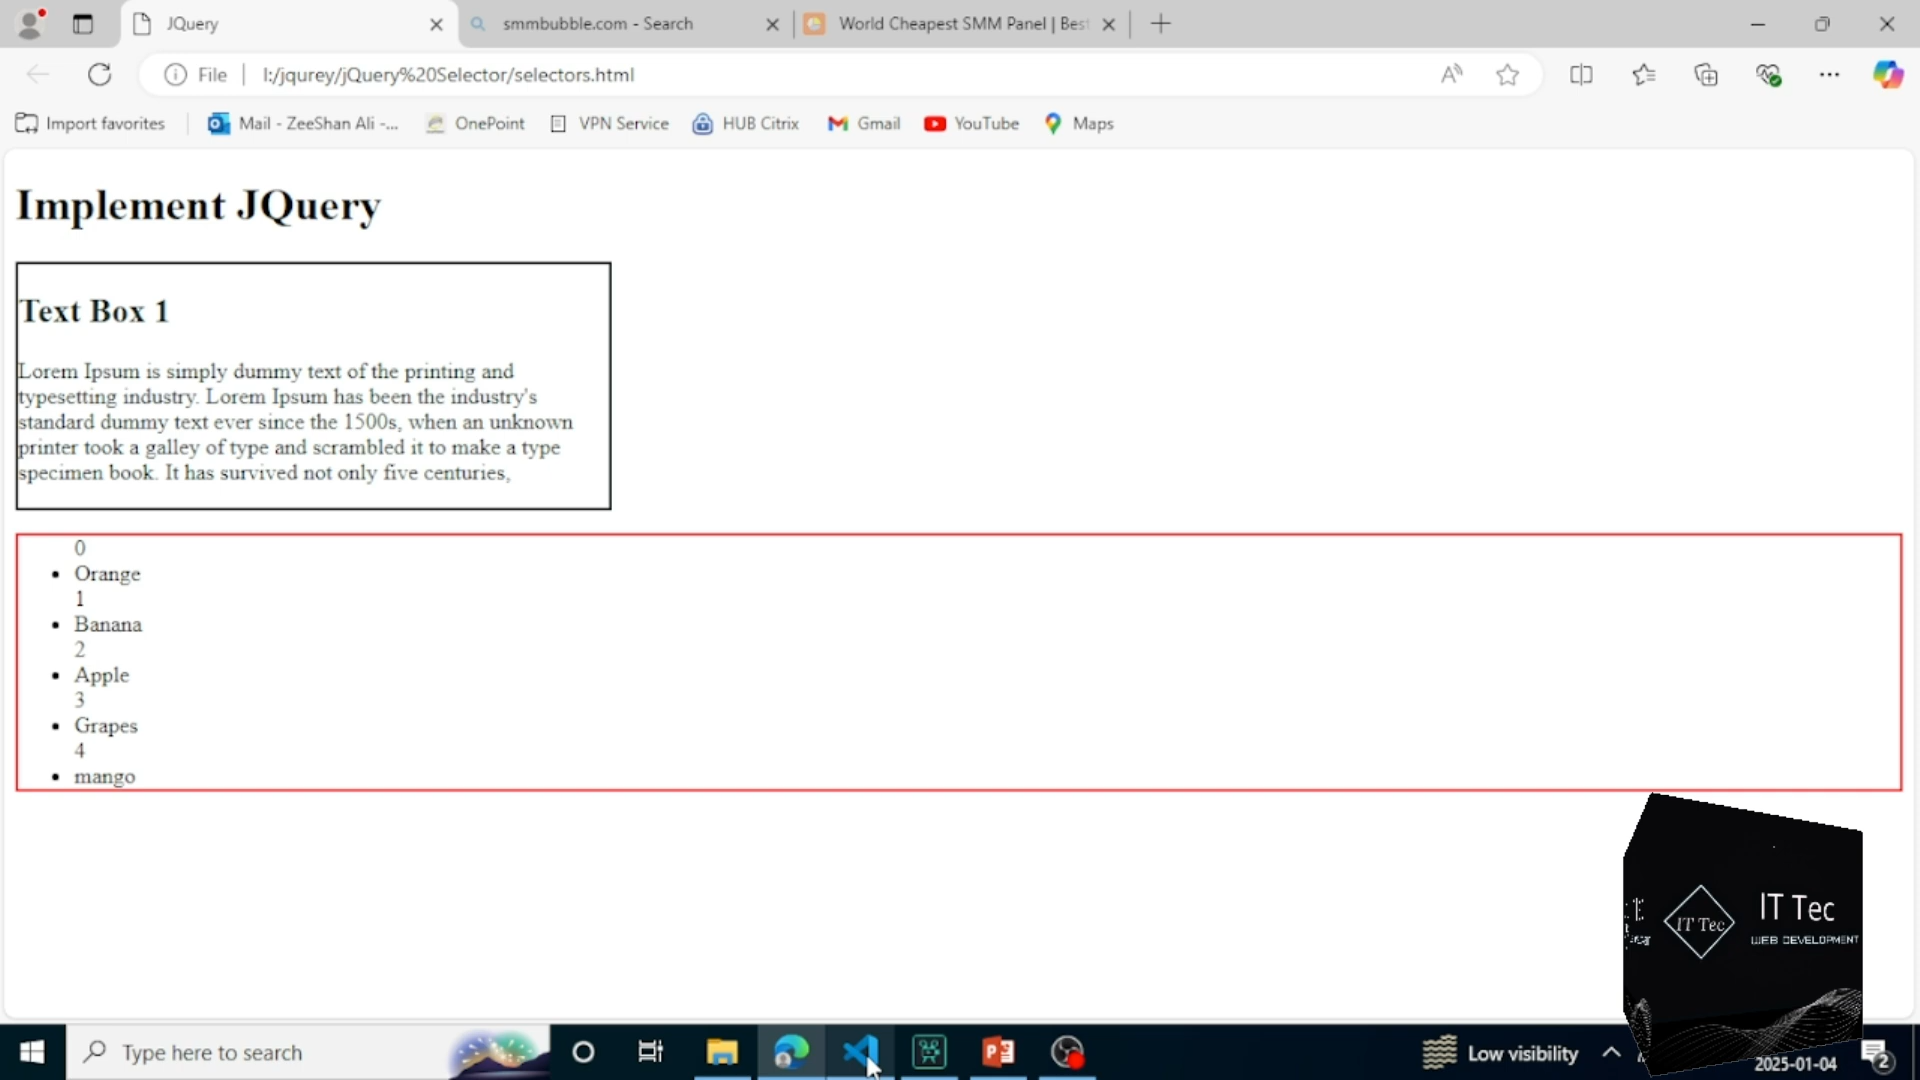 JQuery
smmbubble.com - Search
World Cheapest SMM Panel | Bes
File
l:/jqurey/jQuery%20Selector/selectors.html
Import favorites
Mail - ZeeShan Ali -...
OnePoint
VPN Service
HUB Citrix
Gmail
YouTube
Maps
Implement JQuery
Text Box 1
Lorem Ipsum is simply dummy text of the printing and
typesetting industry. Lorem Ipsum has been the industry's
standard dummy text ever since the 1500s, when an unknown
printer took a galley of type and scrambled it to make a type
specimen book. It has survived not only five centuries,
0
• Orange
1
• Banana
2
• Apple
3
• Grapes
4
• mango
IT Tec
IT Tec
WEB DEVELOPMENT
Type here to search
Low visibility
2025-01-04
2